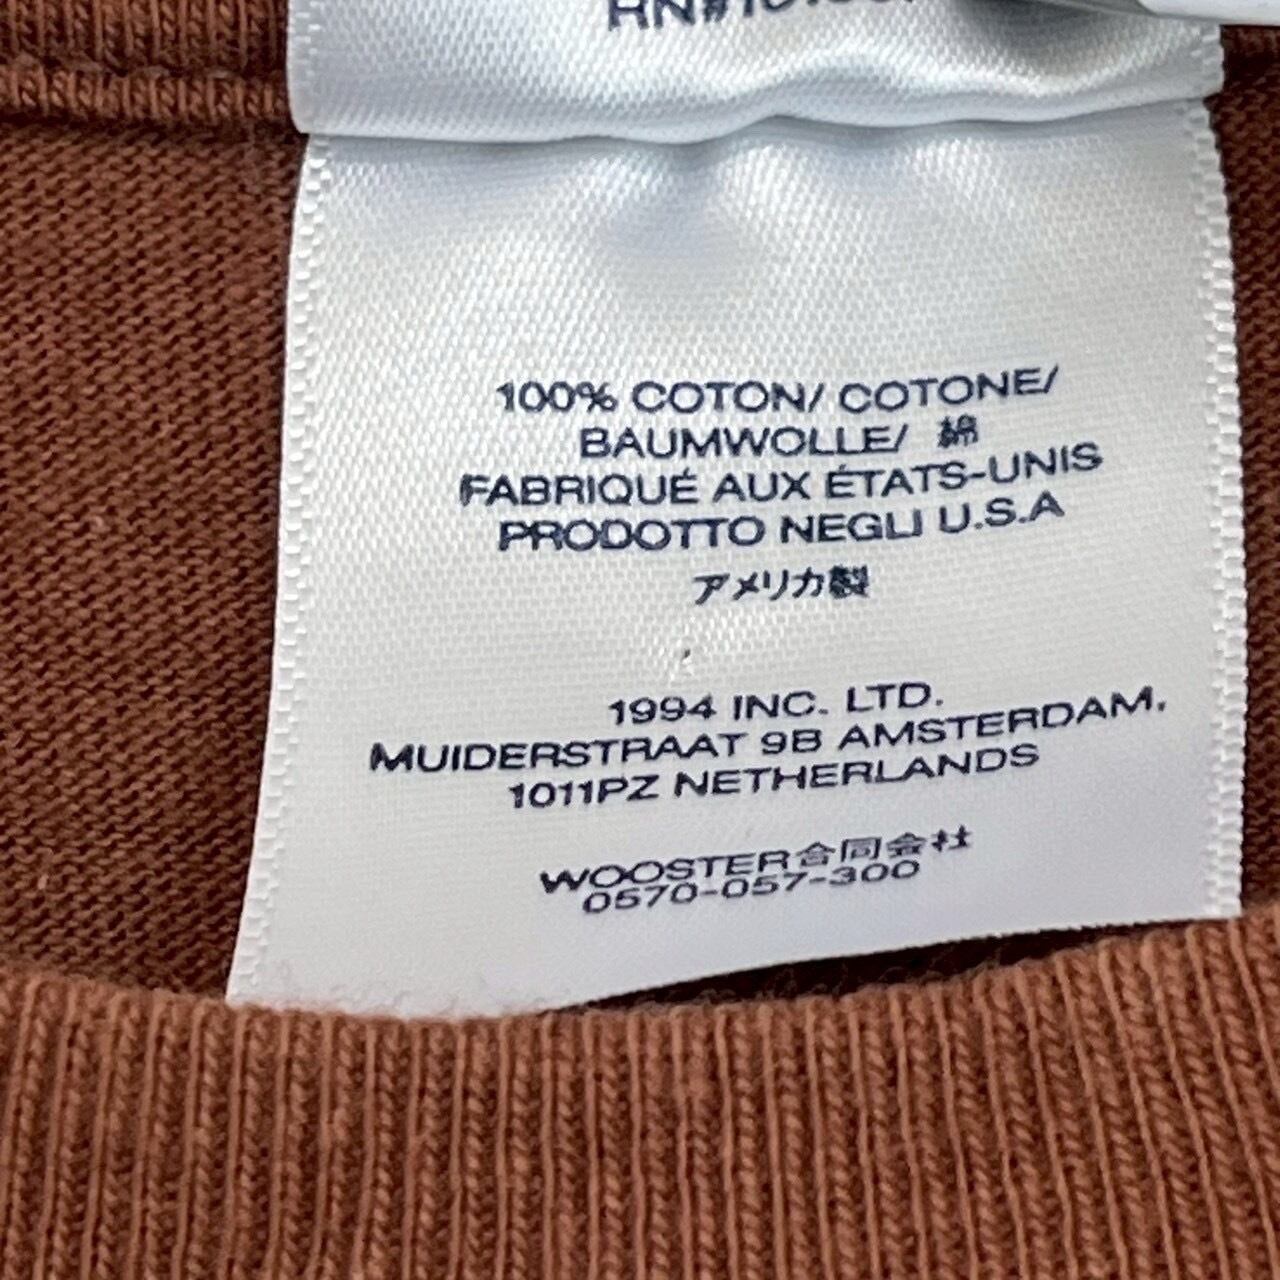 100% COTON/ COTONE/
BAUMWOLLE/ 綿
FABRIQUÉ AUX ÉTATS-UNIS
PRODOTTO NEGLI U.S.A
アメリカ製
1994 INC. LTD.
MUIDERSTRAAT 9B AMSTERDAM,
1011PZ NETHERLANDS
WOOSTER合同会社
0570-057-300